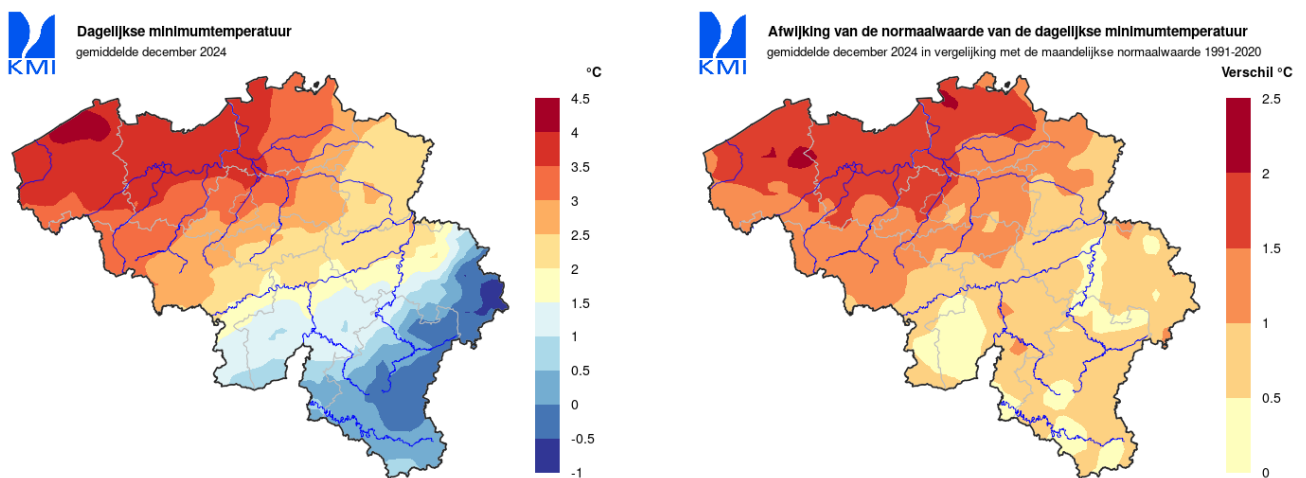 KMI
Dagelijkse minimumtemperatuur
gemiddelde december 2024
°C
4.5
4
3.5
3
2.5
2
1.5
1
0.5
0
-0.5
-1
KMI
Afwijking van de normaalwaarde van de dagelijkse minimumtemperatuur
gemiddelde december 2024 in vergelijking met de maandelijkse normaalwaarde 1991-2020
Verschil °C
2.5
2
1.5
1
0.5
0